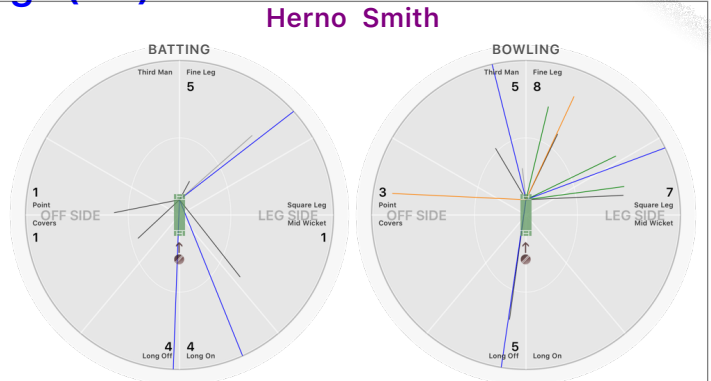 Herno Smith
BATTING
Third Man Fine Leg
5
1
Point
OFF SIDE
Covers
1
Square Leg
LEG SIDE
Mid Wicket
1
4 4
Long Off Long On
BOWLING
Third Man Fine Leg
5 8
3
Point
OFF SIDE
Covers
7
Square Leg
LEG SIDE
Mid Wicket
5
Long Off Long On